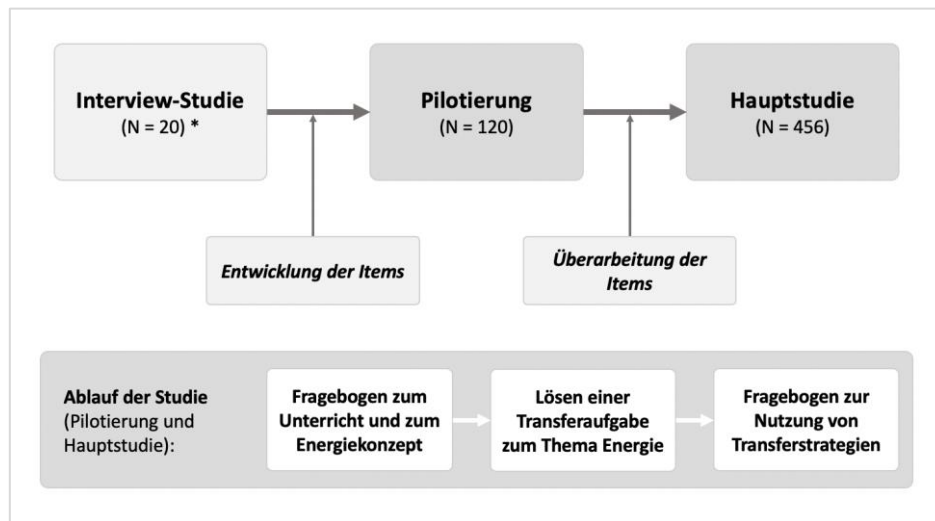 Interview-Studie
(N = 20) *
Pilotierung
(N = 120)
Hauptstudie
(N = 456)
Entwicklung der Items
Überarbeitung der
Items
Ablauf der Studie
(Pilotierung und
Hauptstudie):
Fragebogen zum
Unterricht und zum
Energiekonzept
Lösen einer
Transferaufgabe
zum Thema Energie
Fragebogen zur
Nutzung von
Transferstrategien